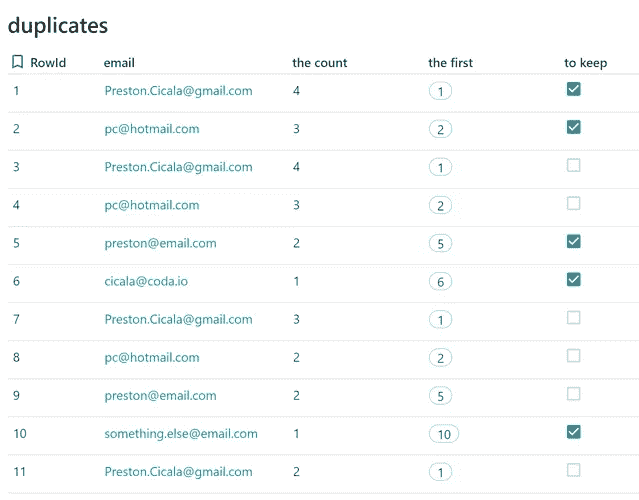 duplicates
RowId email the count the first to keep
1 Preston.Cicala@gmail.com 4 1
2 pc@hotmail.com 3 2
3 Preston.Cicala@gmail.com 4 1
4 pc@hotmail.com 3 2
5 preston@email.com 2 5
6 cicala@coda.io 1 6
7 Preston.Cicala@gmail.com 3 1
8 pc@hotmail.com 2 2
9 preston@email.com 2 5
10 something.else@email.com 1 10
11 Preston.Cicala@gmail.com 2 1